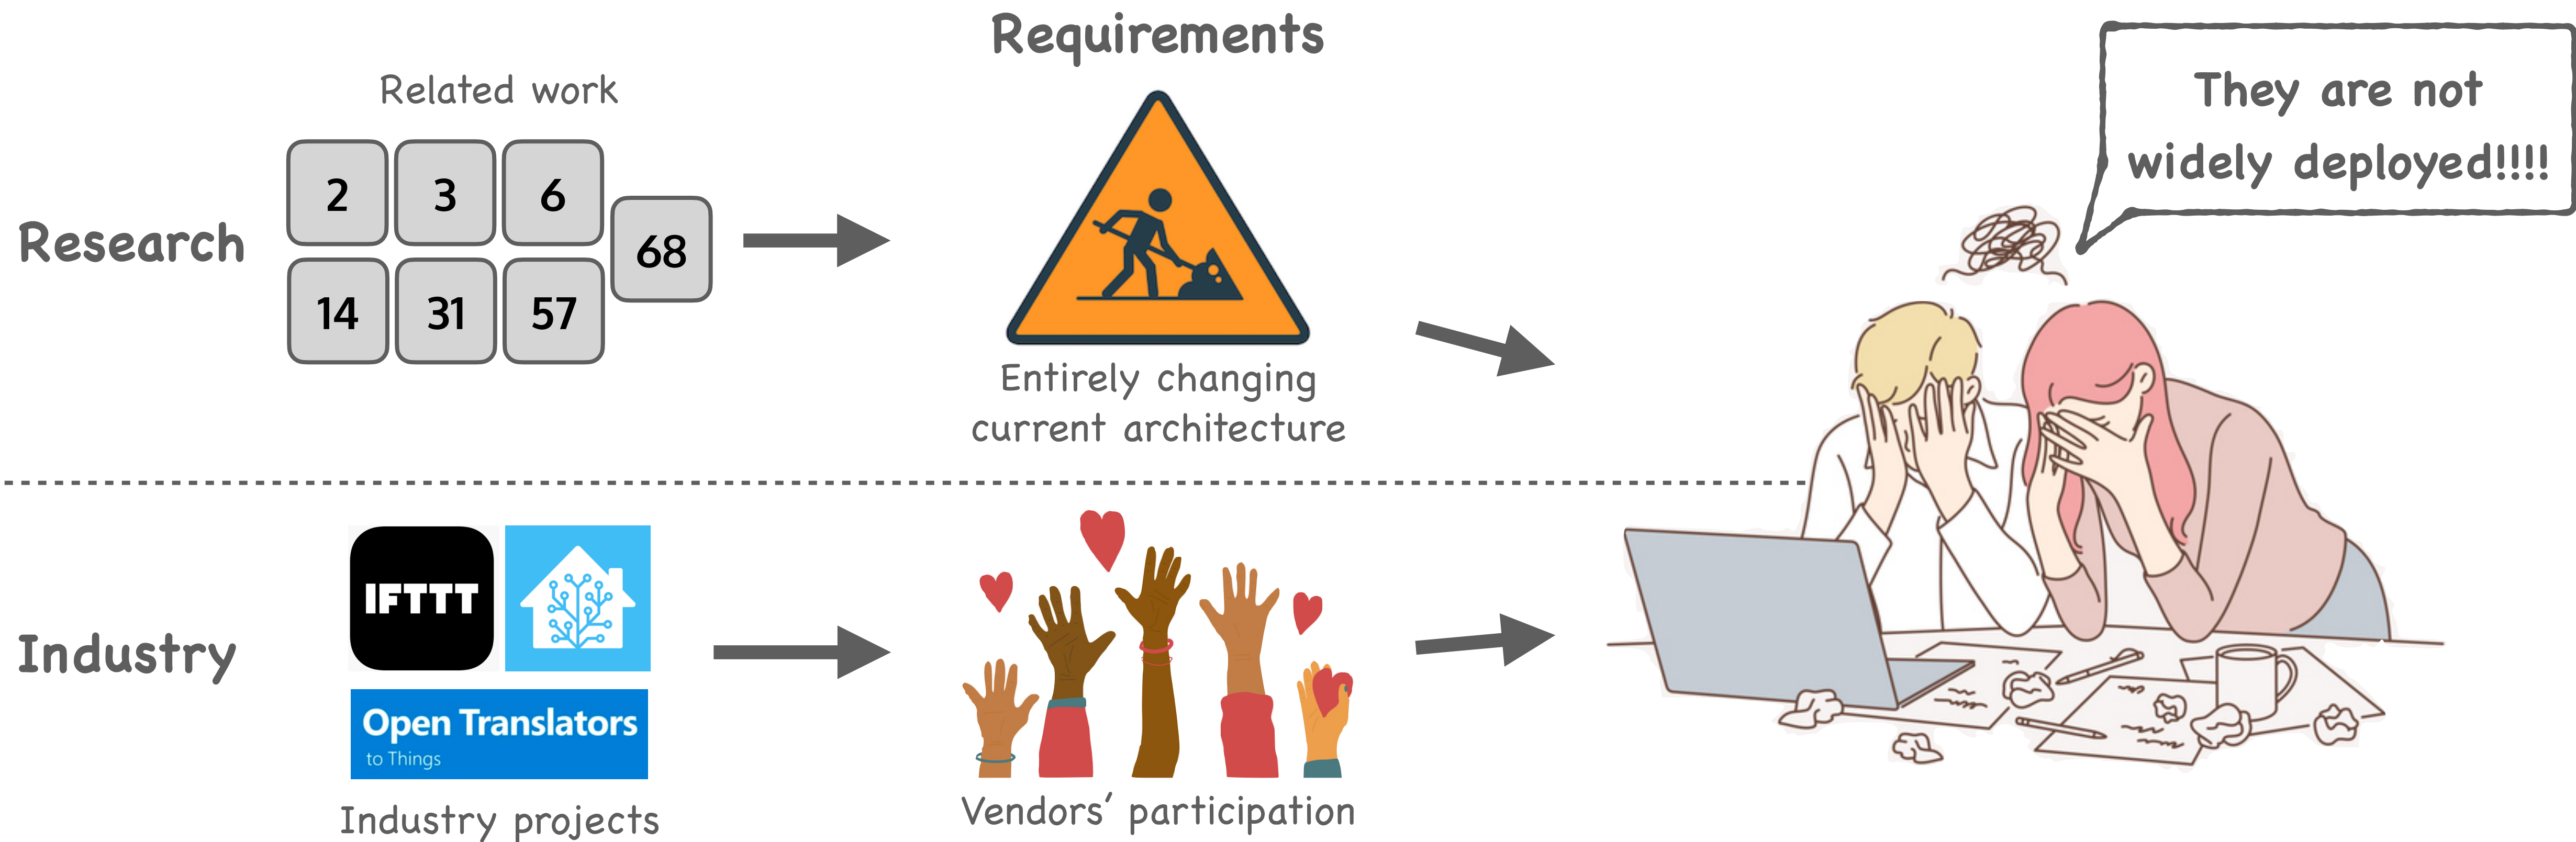 Requirements
Related work
Research
2 3 6
68
14 31 57
Entirely changing
current architecture
They are not
widely deployed!!!!
Industry
IFTTT
Open Translators
to Things
Industry projects
Vendors' participation